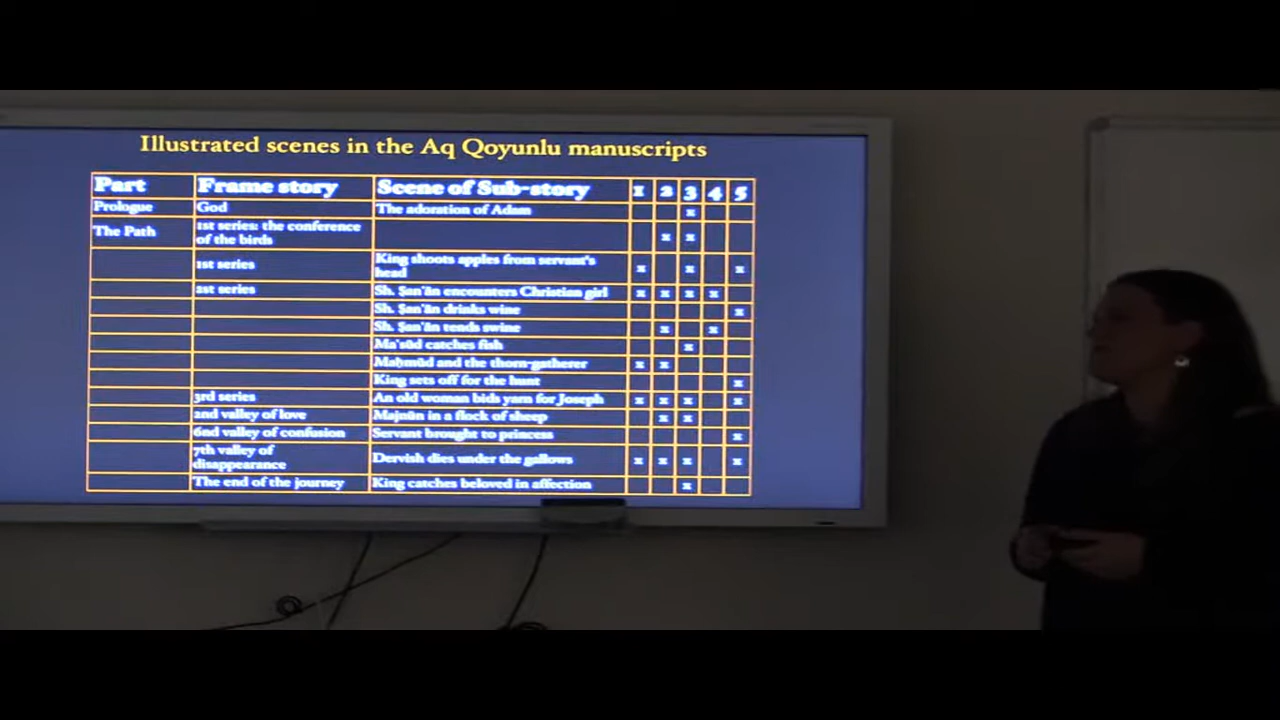 Illustrated scenes in the Aq Qoyunlu manuscripts
Part Frame story Scene of Sub-story 1 2 3 4 5
Prologue God The adoration of Adam x
The Path 1st series: the conference of the birds x x
1st series King shoots apples from servant's head x x x
2st series Sh. Ṣan'ān encounters Christian girl x x x x
Sh. Ṣan'ān drinks wine x
Sh. Ṣan'ān tends swine x x
Ma'sūd catches fish x
Maḥmūd and the thorn-gatherer x x
King sets off for the hunt x
3rd series An old woman bids yarn for Joseph x x x x x
2nd valley of love Majnūn in a flock of sheep x x
6nd valley of confusion Servant brought to princess x
7th valley of disappearance Dervish dies under the gallows x x x x
The end of the journey King catches beloved in affection x